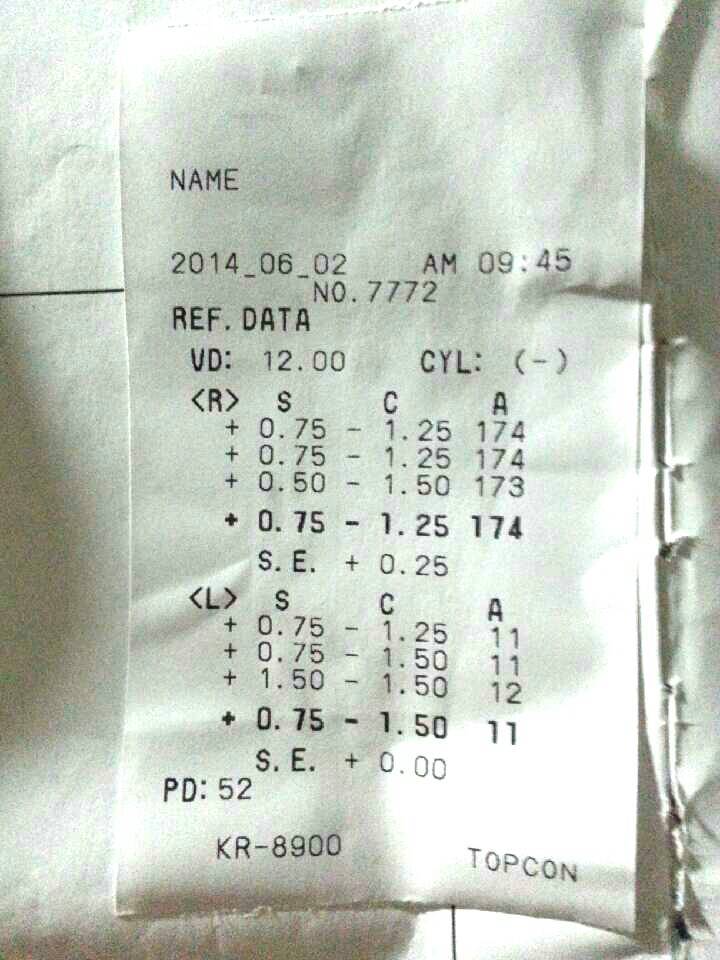 NAME
2014_06_02 AM 09:45
NO.7772
REF.DATA
VD: 12.00 CYL: (-)
<R> S C A
+ 0.75 - 1.25 174
+ 0.75 - 1.25 174
+ 0.50 - 1.50 173
+ 0.75 - 1.25 174
S.E. + 0.25
<L> S C A
+ 0.75 - 1.25 11
+ 0.75 - 1.50 11
+ 1.50 - 1.50 12
+ 0.75 - 1.50 11
S.E. + 0.00
PD: 52
KR-8900 TOPCON